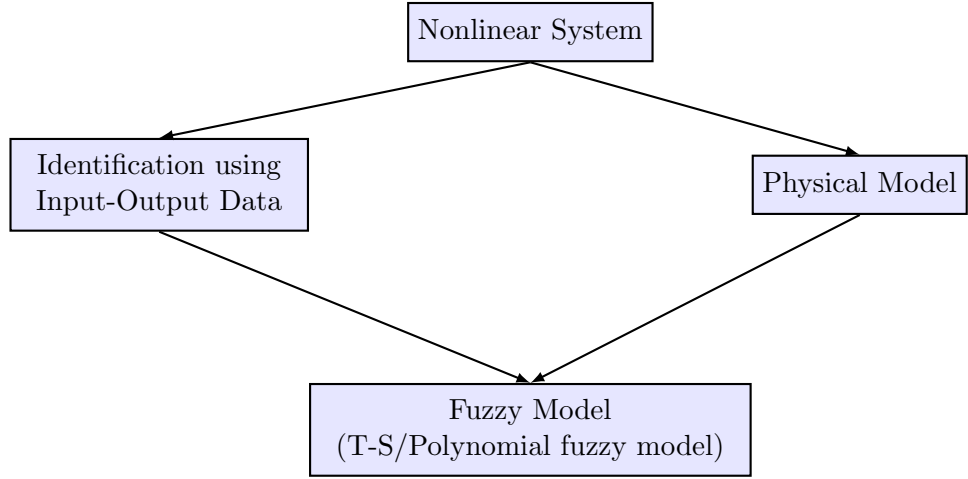 Nonlinear System
Identification using
Input-Output Data
Physical Model
Fuzzy Model
(T-S/Polynomial fuzzy model)